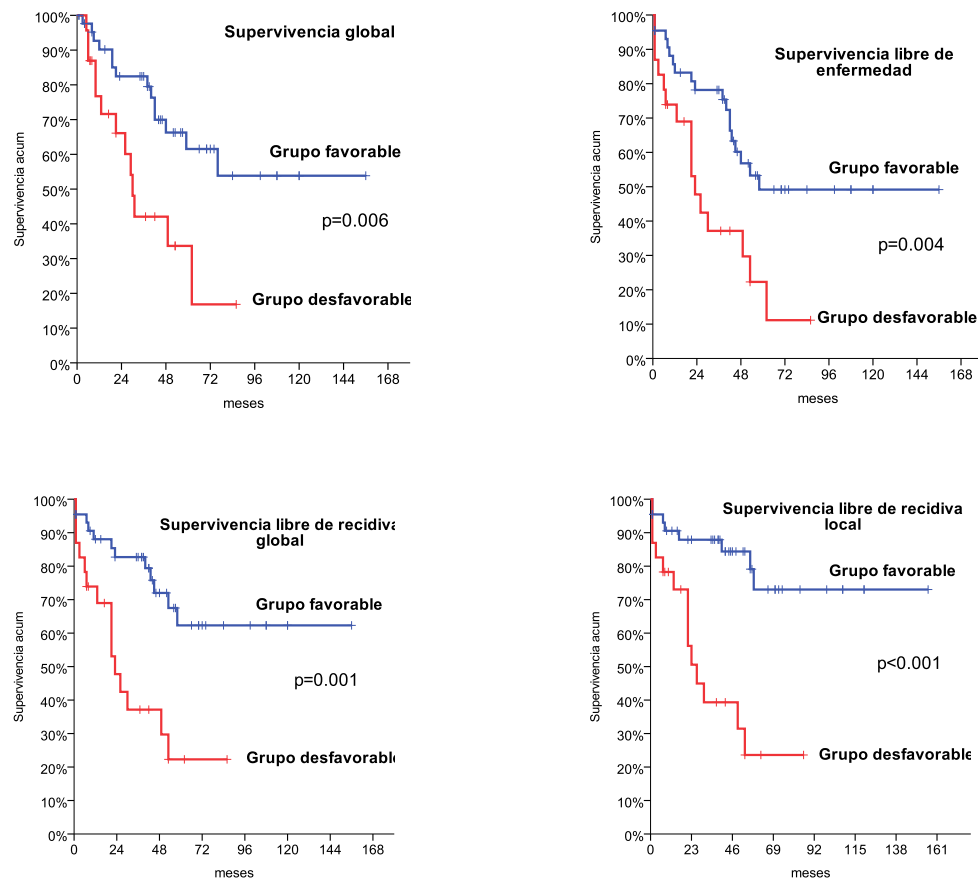 100%
90%
80%
70%
60%
50%
40%
30%
20%
10%
0%
Supervivencia acum
Supervivencia global
Grupo favorable
p=0.006
Grupo desfavorable
0 24 48 72 96 120 144 168
meses
100%
90%
80%
70%
60%
50%
40%
30%
20%
10%
0%
Supervivencia acum
Supervivencia libre de
enfermedad
Grupo favorable
p=0.004
Grupo desfavorable
0 24 48 72 96 120 144 168
meses
100%
90%
80%
70%
60%
50%
40%
30%
20%
10%
0%
Supervivencia acum
Supervivencia libre de recidiva
global
Grupo favorable
p=0.001
Grupo desfavorable
0 24 48 72 96 120 144 168
meses
100%
90%
80%
70%
60%
50%
40%
30%
20%
10%
0%
Supervivencia acum
Supervivencia libre de recidiva
local
Grupo favorable
p<0.001
Grupo desfavorable
0 23 46 69 92 115 138 161
meses